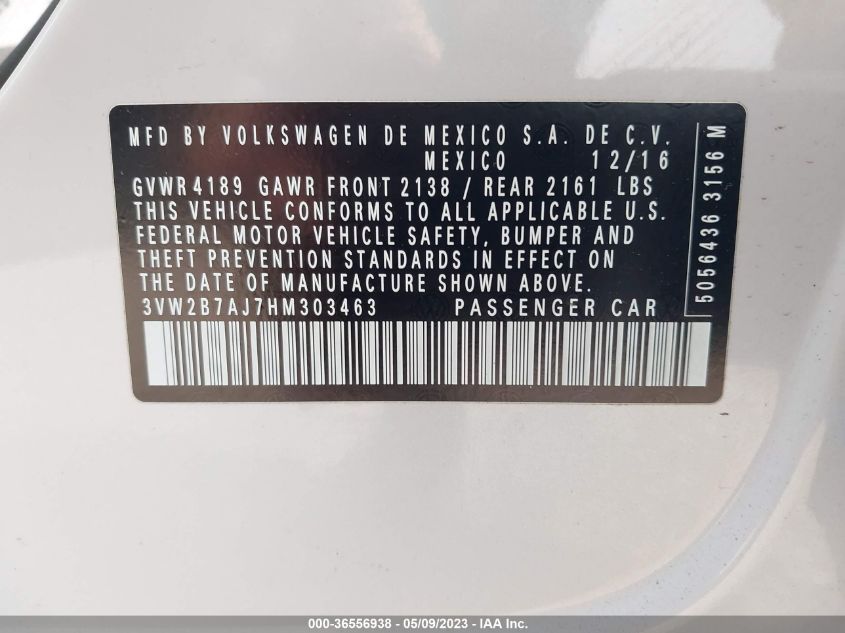 MFD BY VOLKSWAGEN DE MEXICO S.A. DE C.V.
MEXICO 12/16
GVWR 4189 GAWR FRONT 2138 / REAR 2161 LBS
THIS VEHICLE CONFORMS TO ALL APPLICABLE U.S.
FEDERAL MOTOR VEHICLE SAFETY, BUMPER AND
THEFT PREVENTION STANDARDS IN EFFECT ON
THE DATE OF MANUFACTURE SHOWN ABOVE.
3VW2B7AJ7HM303463 PASSENGER CAR
5056436 3156 M
000-36556938 - 05/09/2023 - IAA Inc.